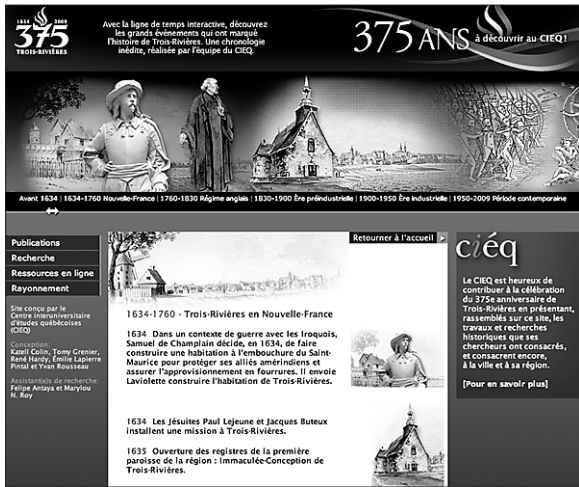 1634 2009
375
TROIS-RIVIÈRES
Avec la ligne de temps interactive, découvrez
les grands évènements qui ont marqué
l'histoire de Trois-Rivières. Une chronologie
inédite, réalisée par l'équipe du CIEQ.
375 ANS à découvrir au CIEQ!
Avant 1634 | 1634-1760 Nouvelle-France | 1760-1830 Régime anglais | 1830-1900 Ère préindustrielle | 1900-1950 Ère industrielle | 1950-2009 Période contemporaine
Publications
Recherche
Ressources en ligne
Rayonnement
Site conçu par le
Centre interuniversitaire
d'études québécoises
(CIEQ)
Conception:
Katell Colin, Tomy Grenier,
René Hardy, Émilie Lapierre
Pintal et Yvan Rousseau
Assistant(e)s de recherche:
Felipe Antaya et Marylou
N. Roy
Retourner à l'accueil
1634-1760 - Trois-Rivières en Nouvelle-France
1634 Dans un contexte de guerre avec les Iroquois,
Samuel de Champlain décide, en 1634, de faire
construire une habitation à l'embouchure du Saint-
Maurice pour protéger ses alliés amérindiens et
assurer l'approvisionnement en fourrures. Il envoie
Laviolette construire l'habitation de Trois-Rivières.
1634 Les Jésuites Paul Lejeune et Jacques Buteux
installent une mission à Trois-Rivières.
1635 Ouverture des registres de la première
paroisse de la région : Immaculée-Conception de
Trois-Rivières.
ciéq
Le CIEQ est heureux de
contribuer à la célébration
du 375e anniversaire de
Trois-Rivières en présentant,
rassemblés sur ce site, les
travaux et recherches
historiques que ses
chercheurs ont consacrés,
et consacrent encore,
à la ville et à sa région.
[Pour en savoir plus]